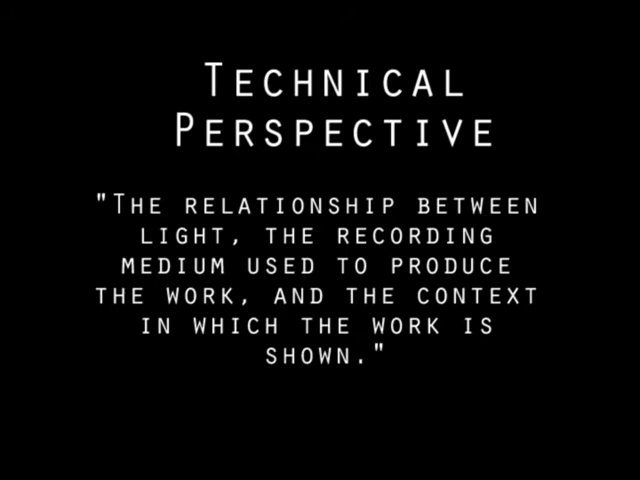 TECHNICAL
PERSPECTIVE
"THE RELATIONSHIP BETWEEN
LIGHT, THE RECORDING
MEDIUM USED TO PRODUCE
THE WORK, AND THE CONTEXT
IN WHICH THE WORK IS
SHOWN."